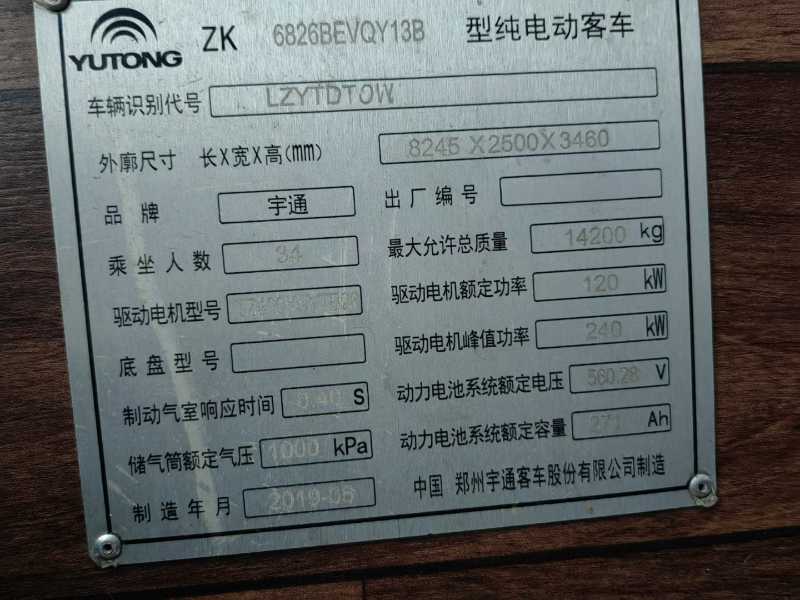 YUTONG ZK 6826BEVQY13B 型纯电动客车
车辆识别代号 LZYTDTOW
外廓尺寸 长X宽X高(mm) 8245X2500X3460
品牌 宇通 出厂编号
乘坐人数 34 最大允许总质量 14200 kg
驱动电机型号 驱动电机额定功率 120 kW
底盘型号 驱动电机峰值功率 240 kW
制动气室响应时间 0.40 S 动力电池系统额定电压 560.28 V
储气筒额定气压 1000 kPa 动力电池系统额定容量 271 Ah
制造年月 2019-06 中国 郑州宇通客车股份有限公司制造